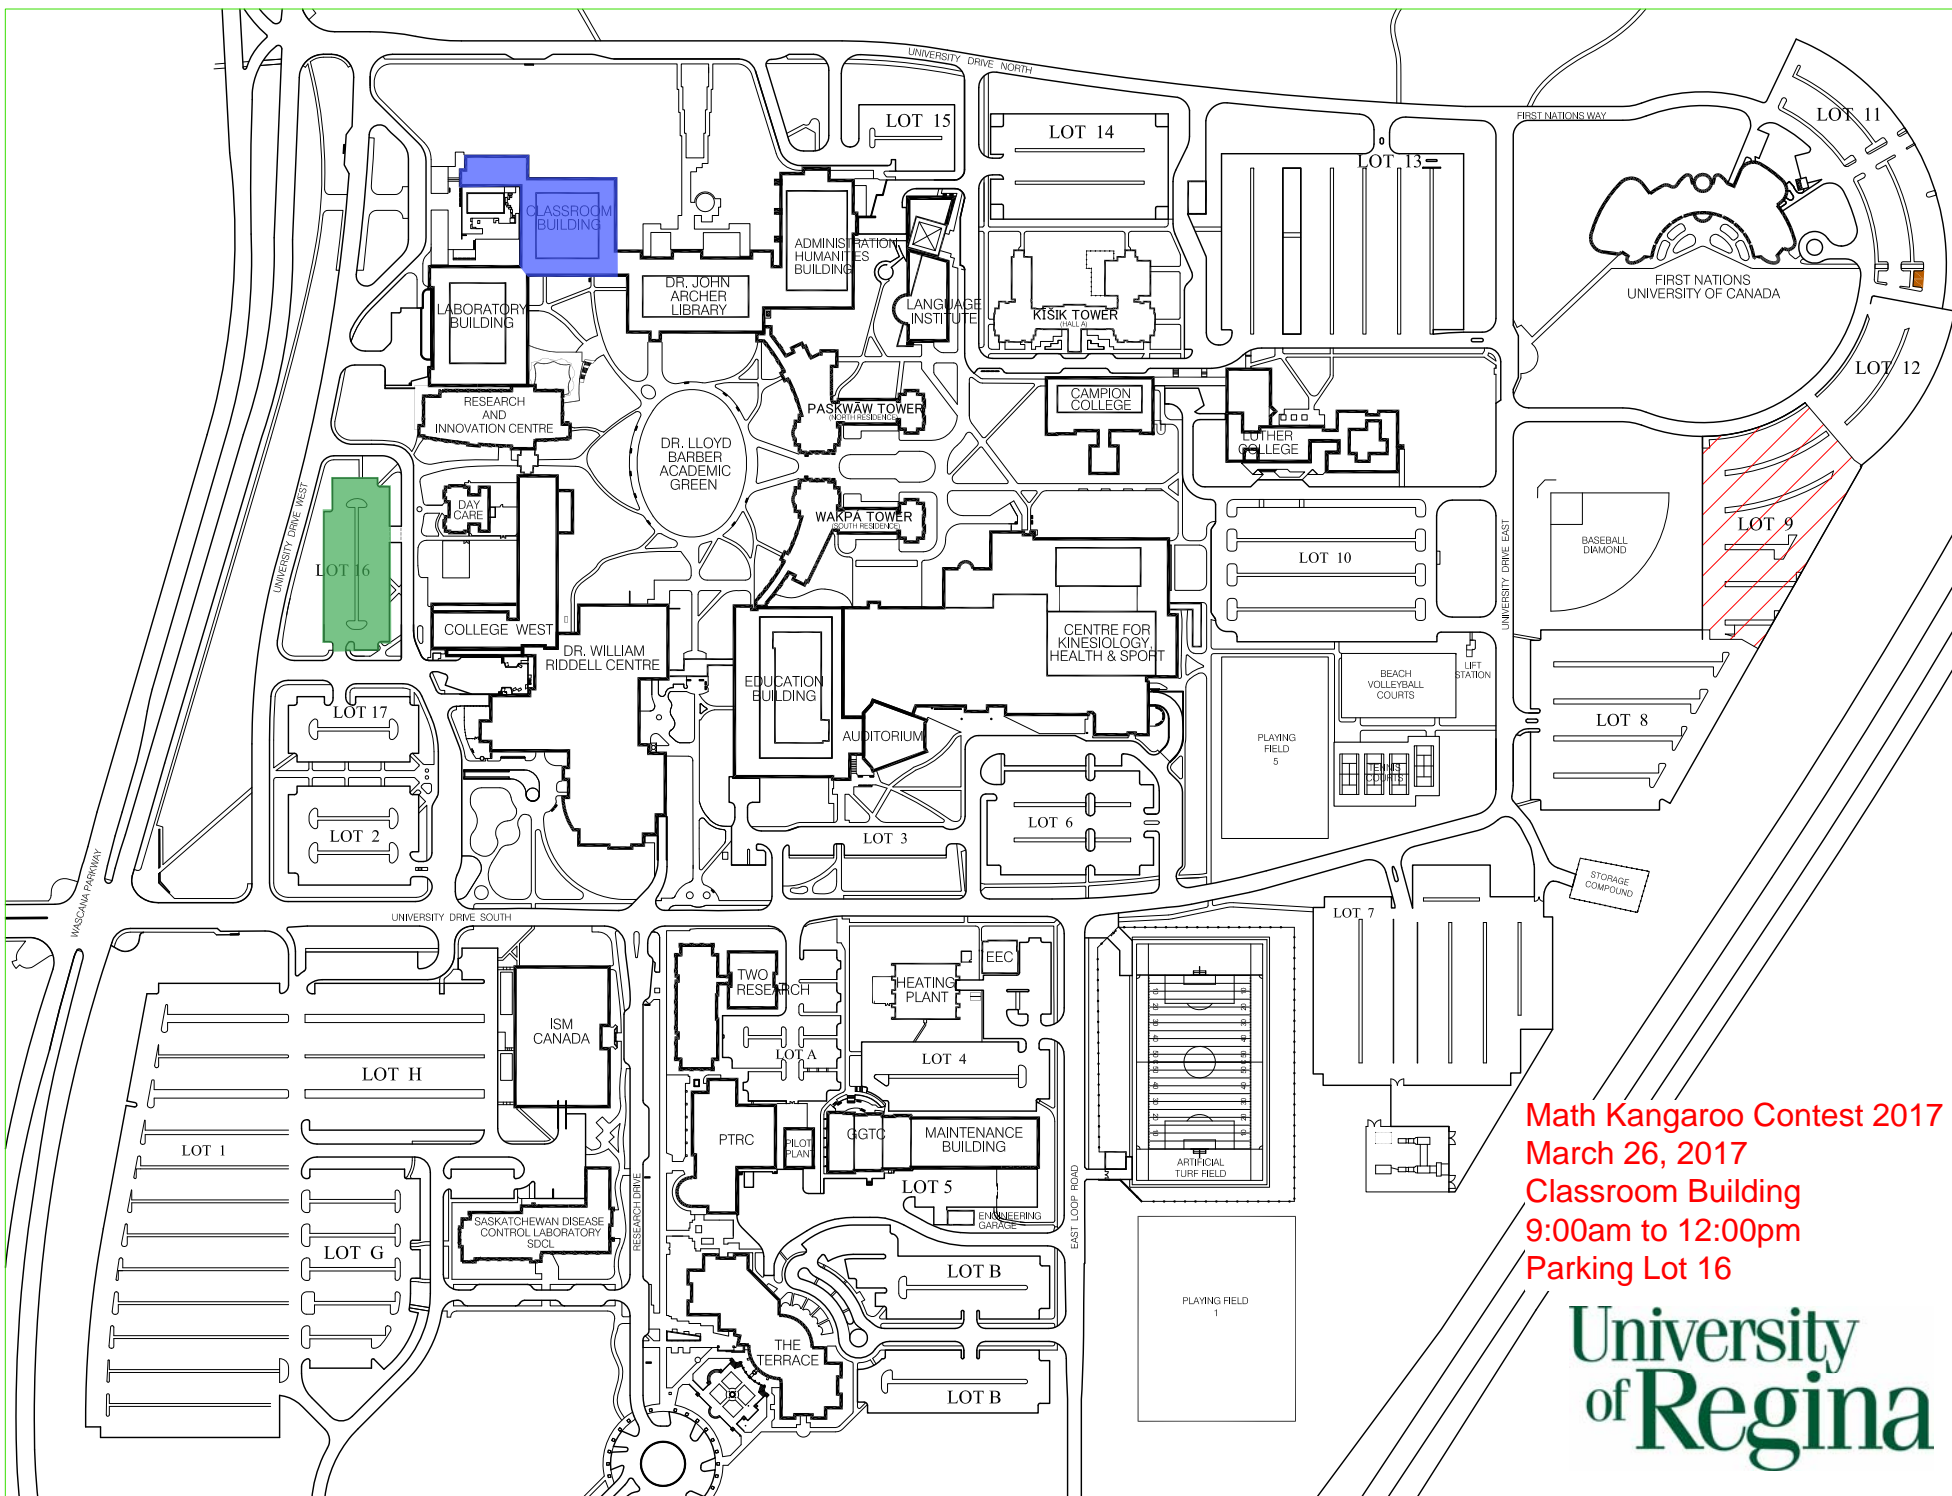 UNIVERSITY DRIVE NORTH
FIRST NATIONS WAY
LOT 11
LOT 15
LOT 14
LOT 13
CLASSROOM
BUILDING
ADMINISTRATION
HUMANITIES
BUILDING
DR. JOHN
ARCHER
LIBRARY
LABORATORY
BUILDING
LANGUAGE
INSTITUTE
KĪSIK TOWER
(HALL A)
FIRST NATIONS
UNIVERSITY OF CANADA
LOT 12
RESEARCH
AND
INNOVATION CENTRE
PASKWĀW TOWER
(NORTH RESIDENCE)
CAMPION
COLLEGE
LUTHER
COLLEGE
DR. LLOYD
BARBER
ACADEMIC
GREEN
DAY
CARE
WAKPÁ TOWER
(SOUTH RESIDENCE)
UNIVERSITY DRIVE WEST
LOT 16
LOT 10
UNIVERSITY DRIVE EAST
BASEBALL
DIAMOND
LOT 9
COLLEGE WEST
DR. WILLIAM
RIDDELL CENTRE
CENTRE FOR
KINESIOLOGY,
HEALTH & SPORT
EDUCATION
BUILDING
AUDITORIUM
BEACH
VOLLEYBALL
COURTS
LIFT
STATION
LOT 17
LOT 8
PLAYING
FIELD
5
TENNIS
COURTS
LOT 2
LOT 3
LOT 6
WASCANA PARKWAY
UNIVERSITY DRIVE SOUTH
STORAGE
COMPOUND
LOT 7
TWO
RESEARCH
HEATING
PLANT
EEC
ISM
CANADA
LOT A
LOT 4
LOT H
LOT 1
PTRC
PILOT
PLANT
GGTC
MAINTENANCE
BUILDING
ARTIFICIAL
TURF FIELD
LOT 5
ENGINEERING
GARAGE
EAST LOOP ROAD
RESEARCH DRIVE
SASKATCHEWAN DISEASE
CONTROL LABORATORY
SDCL
LOT G
LOT B
PLAYING FIELD
1
THE
TERRACE
LOT B
Math Kangaroo Contest 2017
March 26, 2017
Classroom Building
9:00am to 12:00pm
Parking Lot 16
University
of Regina